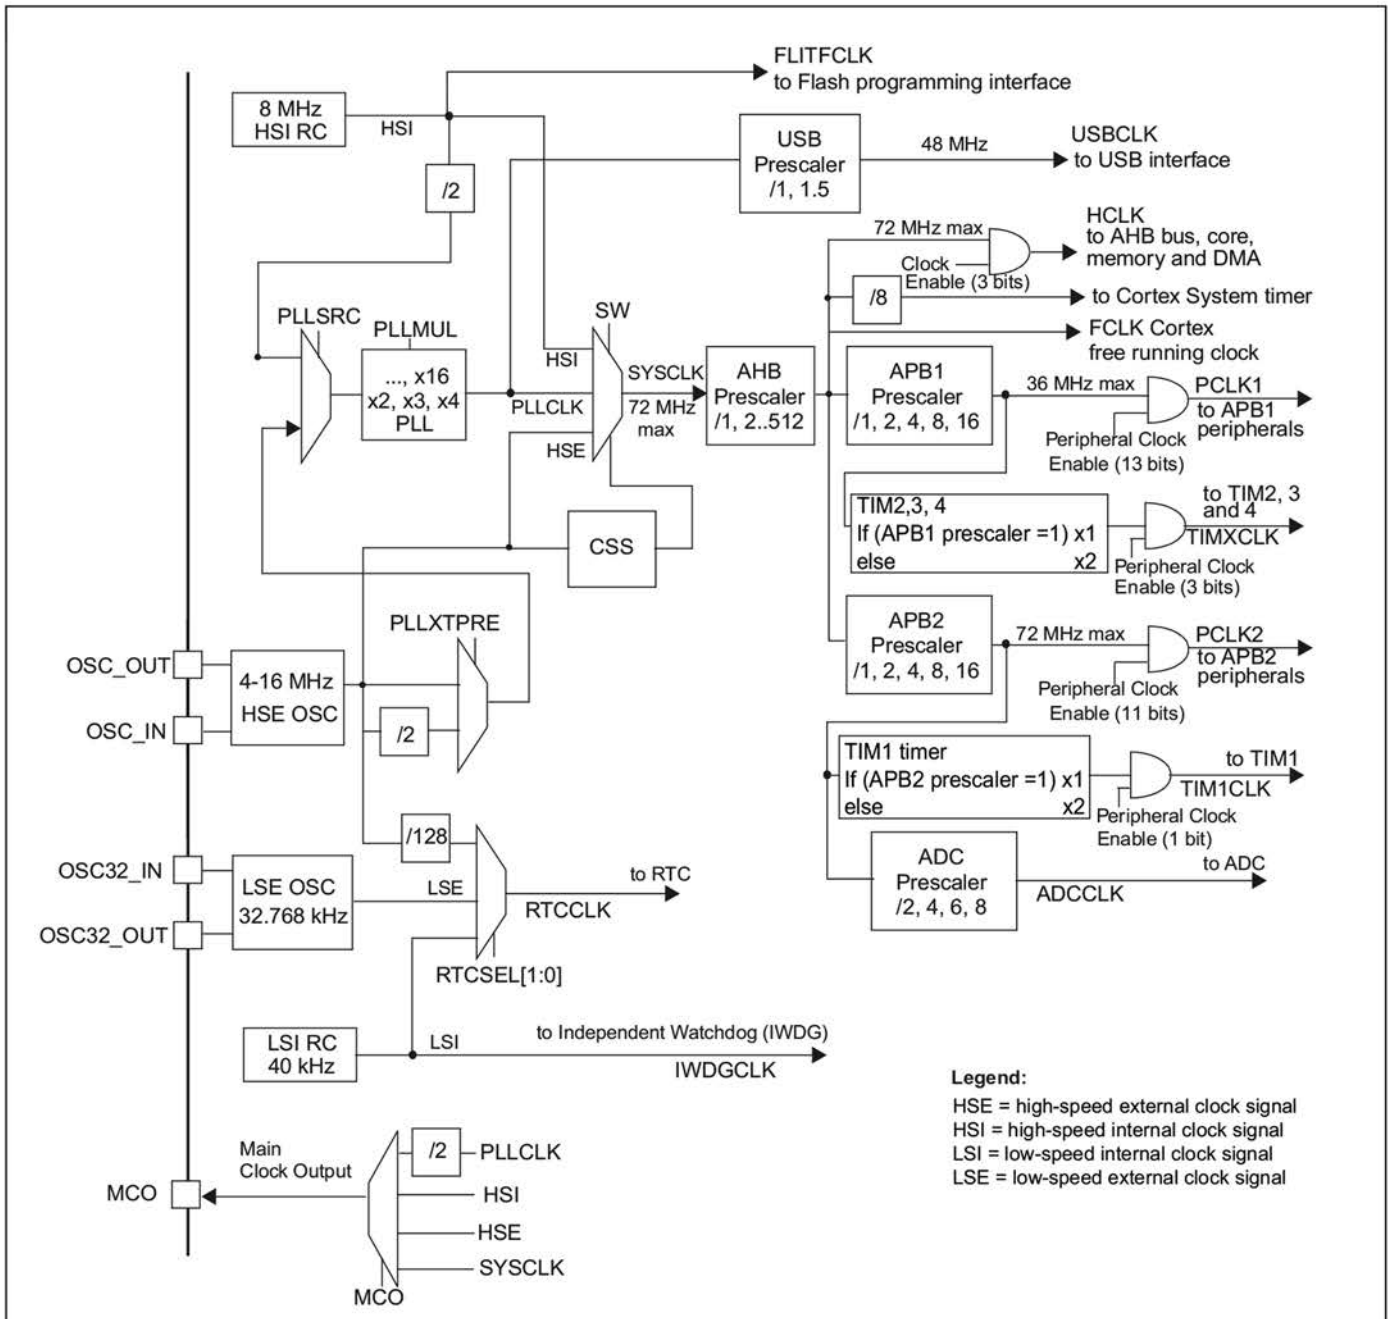 FLITFCLK
to Flash programming interface
8 MHz
HSI RC
HSI
/2
USB
Prescaler
/1, 1.5
48 MHz
USBCLK
to USB interface
72 MHz max
Clock
Enable (3 bits)
HCLK
to AHB bus, core,
memory and DMA
/8
to Cortex System timer
FCLK Cortex
free running clock
PLLSRC
PLLMUL
..., x16
x2, x3, x4
PLL
SW
HSI
PLLCLK
HSE
SYSCLK
72 MHz
max
AHB
Prescaler
/1, 2..512
APB1
Prescaler
/1, 2, 4, 8, 16
36 MHz max
PCLK1
to APB1
peripherals
Peripheral Clock
Enable (13 bits)
TIM2,3, 4
If (APB1 prescaler =1) x1
else x2
to TIM2, 3
and 4
TIMXCLK
Peripheral Clock
Enable (3 bits)
CSS
PLLXTPRE
OSC_OUT
OSC_IN
4-16 MHz
HSE OSC
/2
APB2
Prescaler
/1, 2, 4, 8, 16
72 MHz max
PCLK2
to APB2
peripherals
Peripheral Clock
Enable (11 bits)
TIM1 timer
If (APB2 prescaler =1) x1
else x2
to TIM1
TIM1CLK
Peripheral Clock
Enable (1 bit)
/128
OSC32_IN
OSC32_OUT
LSE OSC
32.768 kHz
LSE
to RTC
RTCCLK
RTCSEL[1:0]
ADC
Prescaler
/2, 4, 6, 8
to ADC
ADCCLK
LSI RC
40 kHz
LSI
to Independent Watchdog (IWDG)
IWDGCLK
Legend:
HSE = high-speed external clock signal
HSI = high-speed internal clock signal
LSI = low-speed internal clock signal
LSE = low-speed external clock signal
Main
Clock Output
MCO
/2
PLLCLK
HSI
HSE
SYSCLK
MCO